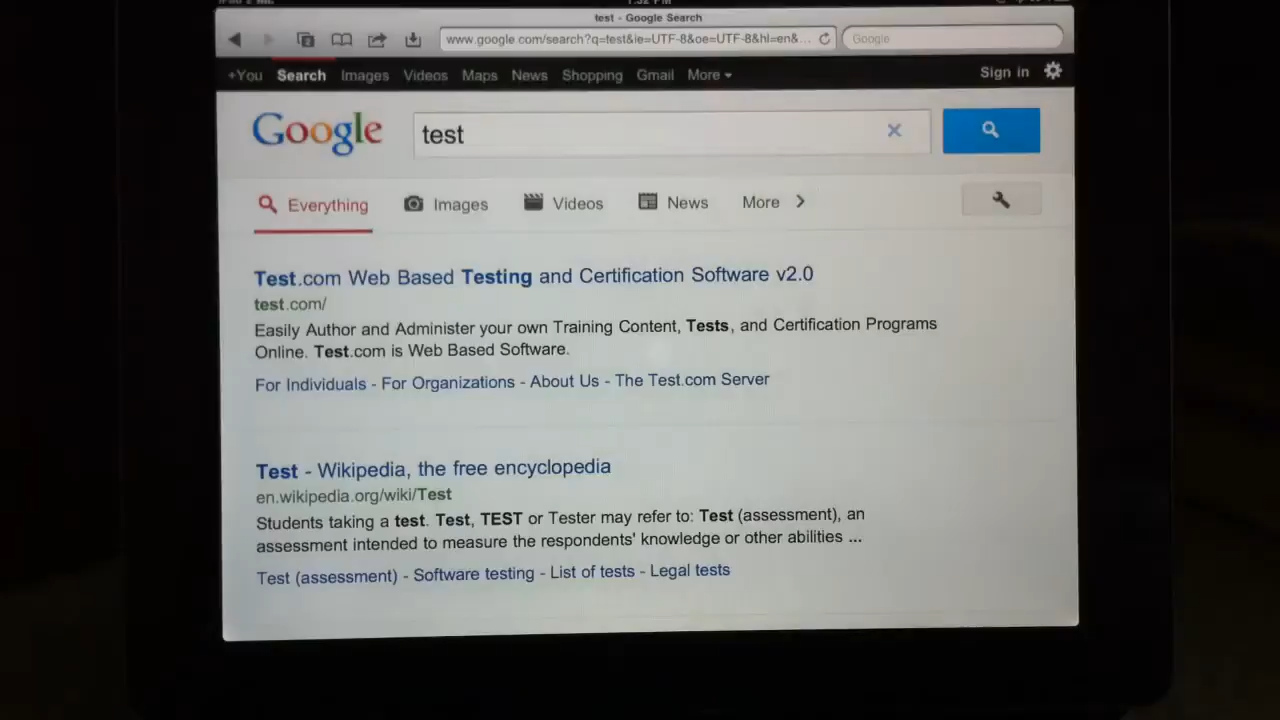 test - Google Search
www.google.com/search?q=test&ie=UTF-8&oe=UTF-8&hl=en&...
Google
+You Search Images Videos Maps News Shopping Gmail More Sign in
Google test
Everything Images Videos News More
Test.com Web Based Testing and Certification Software v2.0
test.com/
Easily Author and Administer your own Training Content, Tests, and Certification Programs
Online. Test.com is Web Based Software.
For Individuals - For Organizations - About Us - The Test.com Server
Test - Wikipedia, the free encyclopedia
en.wikipedia.org/wiki/Test
Students taking a test. Test, TEST or Tester may refer to: Test (assessment), an
assessment intended to measure the respondents' knowledge or other abilities ...
Test (assessment) - Software testing - List of tests - Legal tests